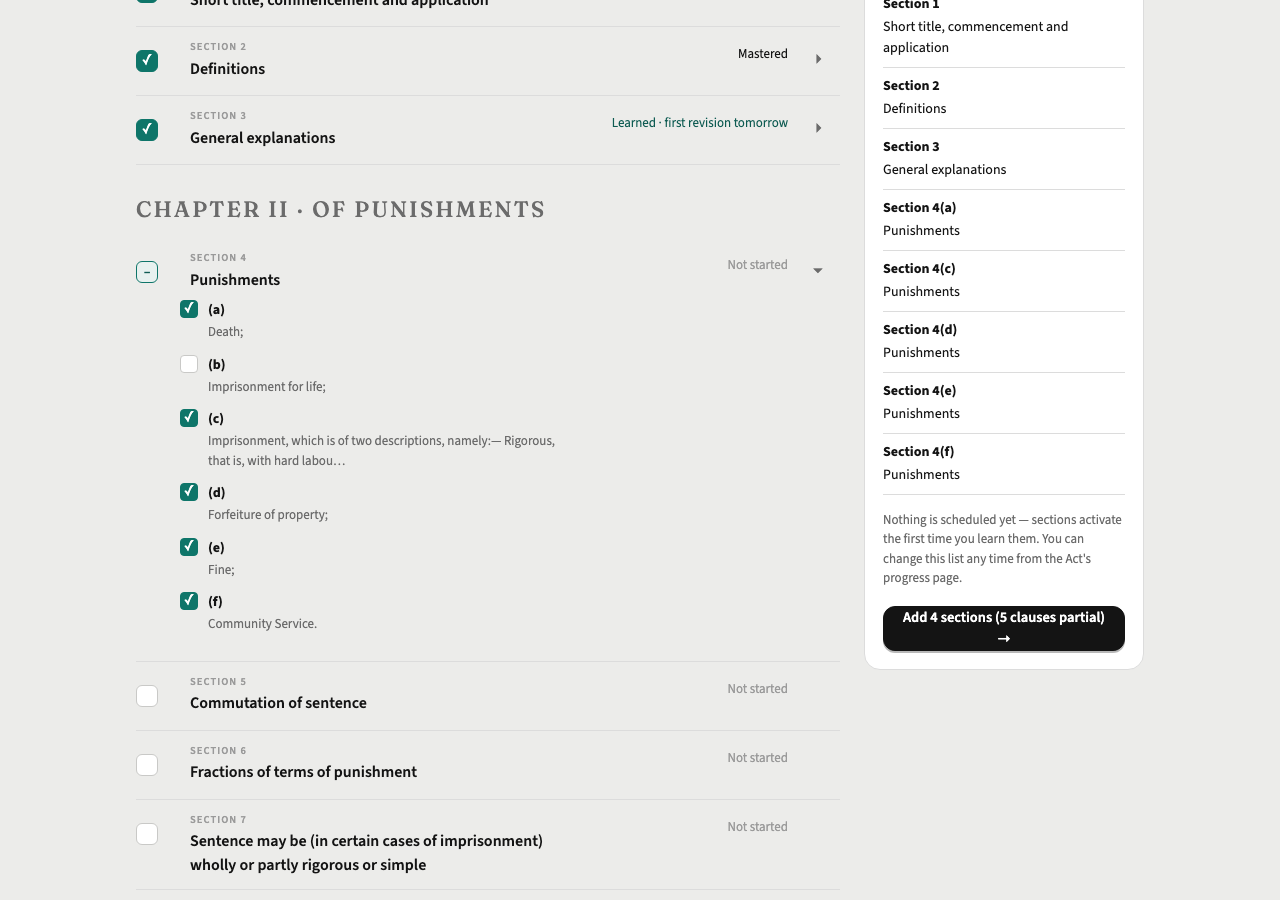 Short title, commencement and application
SECTION 2
Definitions
Mastered
SECTION 3
General explanations
Learned · first revision tomorrow
CHAPTER II · OF PUNISHMENTS
SECTION 4
Punishments
Not started
(a)
Death;
(b)
Imprisonment for life;
(c)
Imprisonment, which is of two descriptions, namely:— Rigorous,
that is, with hard labou…
(d)
Forfeiture of property;
(e)
Fine;
(f)
Community Service.
SECTION 5
Commutation of sentence
Not started
SECTION 6
Fractions of terms of punishment
Not started
SECTION 7
Sentence may be (in certain cases of imprisonment)
wholly or partly rigorous or simple
Not started
Section 1
Short title, commencement and
application
Section 2
Definitions
Section 3
General explanations
Section 4(a)
Punishments
Section 4(c)
Punishments
Section 4(d)
Punishments
Section 4(e)
Punishments
Section 4(f)
Punishments
Nothing is scheduled yet — sections activate
the first time you learn them. You can
change this list any time from the Act's
progress page.
Add 4 sections (5 clauses partial)
→